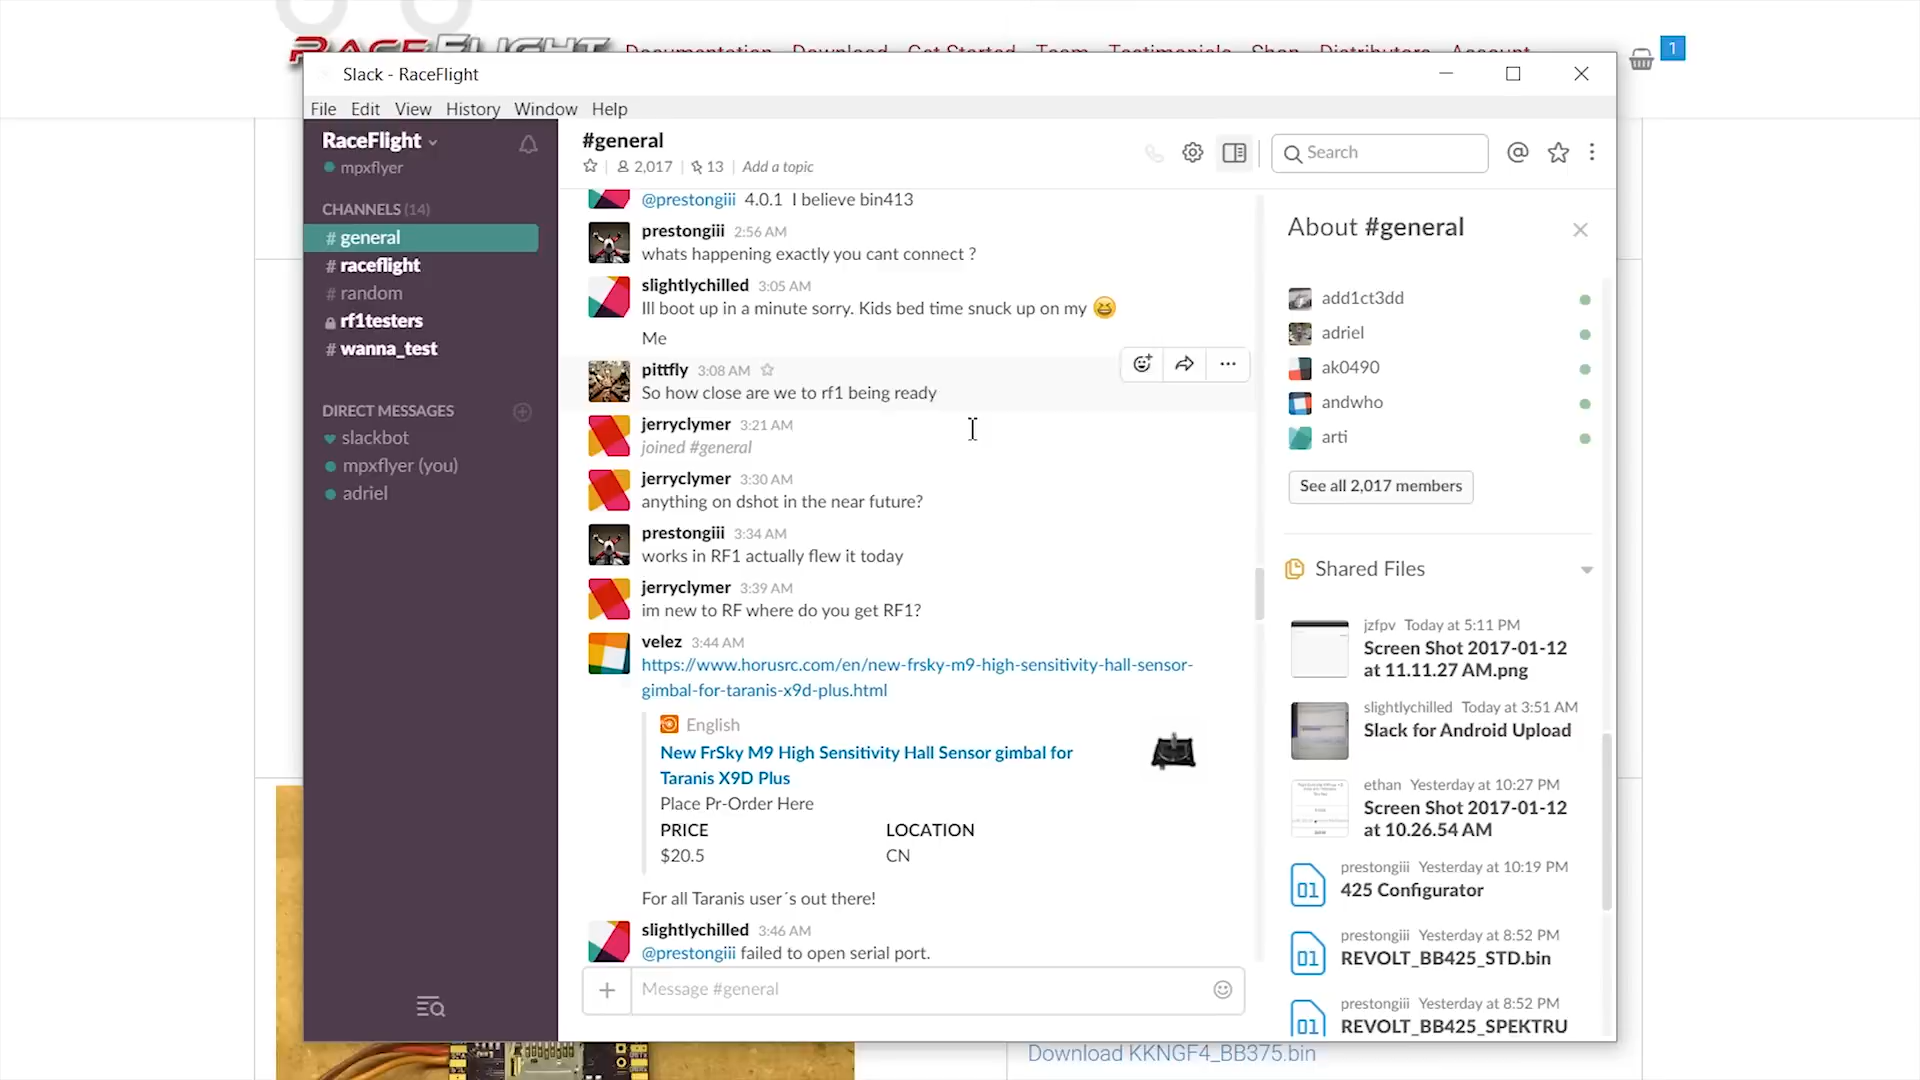 RACEFLIGHT
Documentation Download Get Started Team Testimonials Shop Distributors Account
1
Slack - RaceFlight
File Edit View History Window Help
RaceFlight
mpxflyer
CHANNELS (14)
# general
# raceflight
# random
rf1testers
# wanna_test
DIRECT MESSAGES
slackbot
mpxflyer (you)
adriel
#general
2,017 13 Add a topic
Search
@prestongiii 4.0.1 I believe bin413
prestongiii 2:56 AM
whats happening exactly you cant connect ?
slightlychilled 3:05 AM
Ill boot up in a minute sorry. Kids bed time snuck up on my 😆
Me
pittfly 3:08 AM
So how close are we to rf1 being ready
jerryclymer 3:21 AM
joined #general
jerryclymer 3:30 AM
anything on dshot in the near future?
prestongiii 3:34 AM
works in RF1 actually flew it today
jerryclymer 3:39 AM
im new to RF where do you get RF1?
velez 3:44 AM
https://www.horusrc.com/en/new-frsky-m9-high-sensitivity-hall-sensor-
gimbal-for-taranis-x9d-plus.html
English
New FrSky M9 High Sensitivity Hall Sensor gimbal for
Taranis X9D Plus
Place Pr-Order Here
PRICE LOCATION
$20.5 CN
For all Taranis user´s out there!
slightlychilled 3:46 AM
@prestongiii failed to open serial port.
Message #general
About #general
add1ct3dd
adriel
ak0490
andwho
arti
See all 2,017 members
Shared Files
jzfpv Today at 5:11 PM
Screen Shot 2017-01-12
at 11.11.27 AM.png
slightlychilled Today at 3:51 AM
Slack for Android Upload
ethan Yesterday at 10:27 PM
Screen Shot 2017-01-12
at 10.26.54 AM
prestongiii Yesterday at 10:19 PM
425 Configurator
prestongiii Yesterday at 8:52 PM
REVOLT_BB425_STD.bin
prestongiii Yesterday at 8:52 PM
REVOLT_BB425_SPEKTRU
Download KKNGF4_BB375.bin